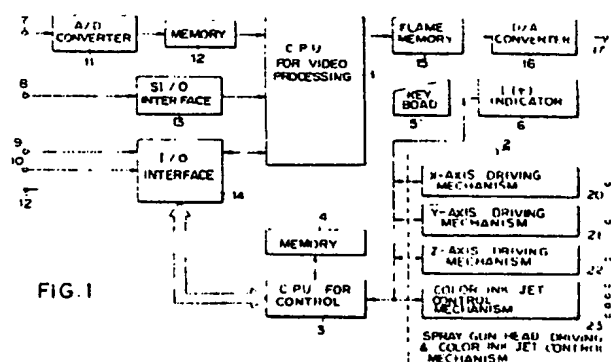 7
A/D
CONVERTER
11
MEMORY
12
CPU
FOR VIDEO
PROCESSING
1
FLAME
MEMORY
15
D/A
CONVERTER
16
17
8
SI/O
INTERFACE
13
KEY
BOAD
5
INDICATOR
6
9
10
12
I/O
INTERFACE
14
2
X-AXIS DRIVING
MECHANISM
20
Y-AXIS DRIVING
MECHANISM
21
Z-AXIS DRIVING
MECHANISM
22
4
MEMORY
CPU FOR
CONTROL
3
COLOR INK JET
CONTROL
MECHANISM
23
FIG.1
SPRAY GUN HEAD DRIVING
& COLOR INK JET CONTROL
MECHANISM